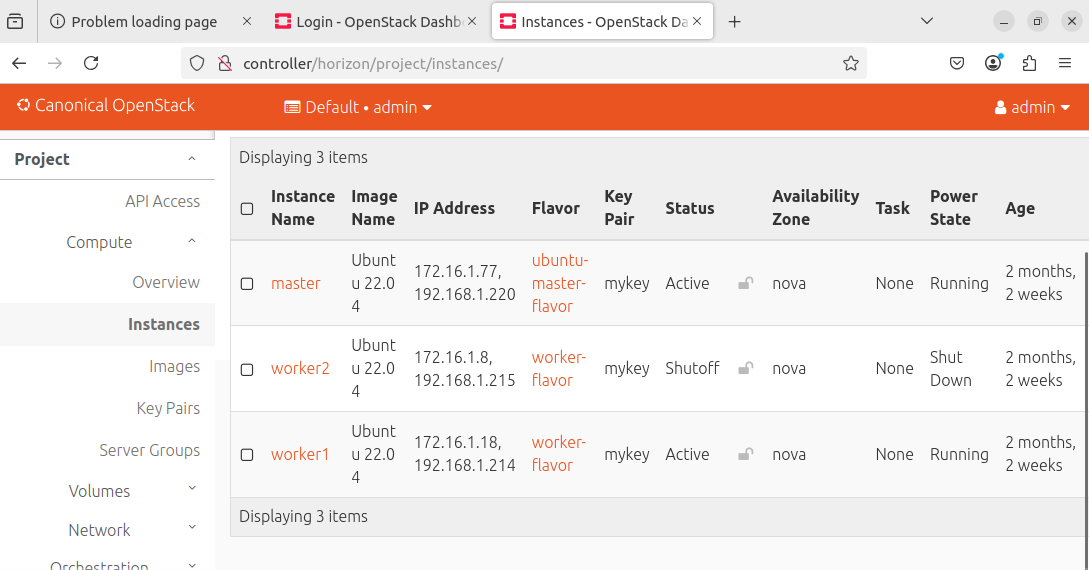 Problem loading page
Login - OpenStack Dashbo
Instances - OpenStack Da
controller/horizon/project/instances/
Canonical OpenStack
Default • admin
admin
Project
API Access
Compute
Overview
Instances
Images
Key Pairs
Server Groups
Volumes
Network
Orchestration
Displaying 3 items
Instance Name
Image Name
IP Address
Flavor
Key Pair
Status
Availability Zone
Task
Power State
Age
master
Ubuntu 22.04
172.16.1.77, 192.168.1.220
ubuntu-master-flavor
mykey
Active
nova
None
Running
2 months, 2 weeks
worker2
Ubuntu 22.04
172.16.1.8, 192.168.1.215
worker-flavor
mykey
Shutoff
nova
None
Shut Down
2 months, 2 weeks
worker1
Ubuntu 22.04
172.16.1.18, 192.168.1.214
worker-flavor
mykey
Active
nova
None
Running
2 months, 2 weeks
Displaying 3 items